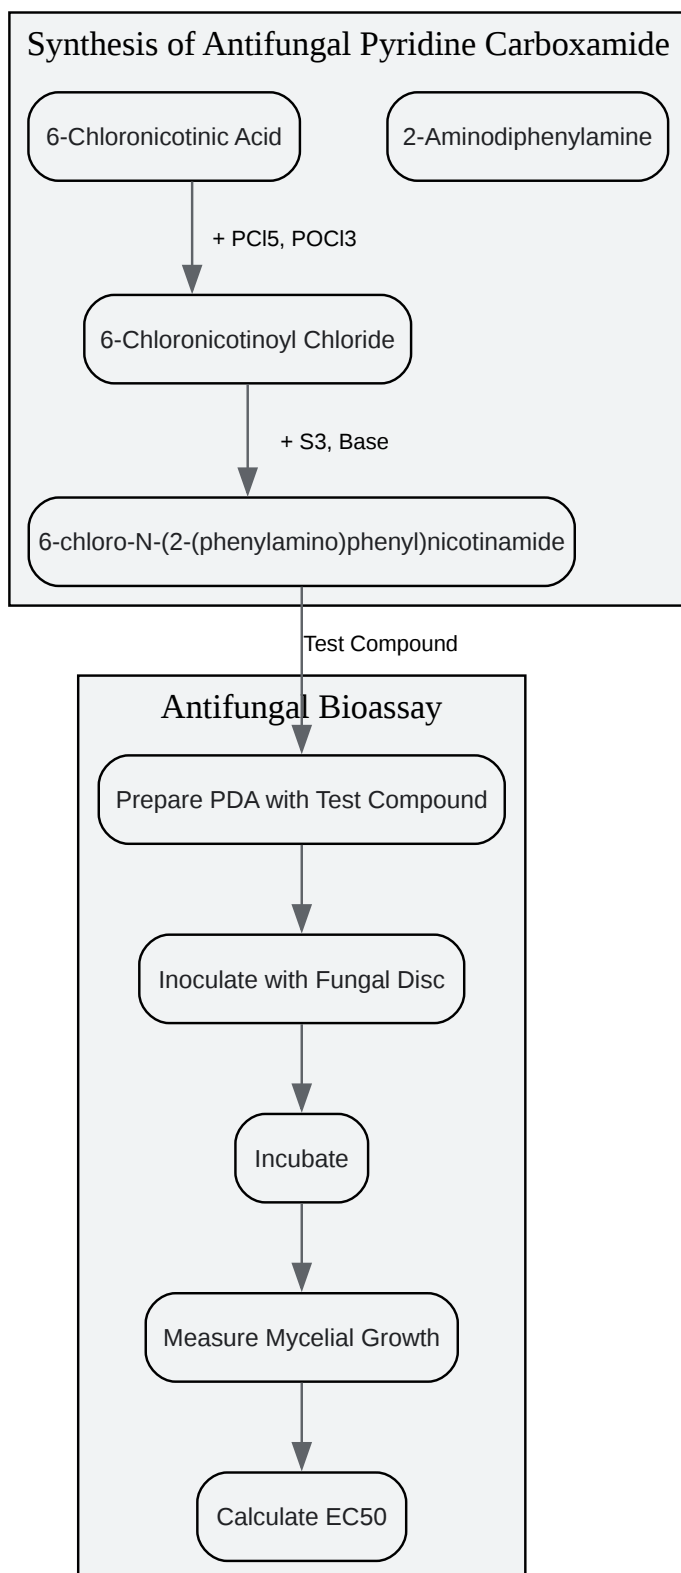 Synthesis of Antifungal Pyridine Carboxamide
6-Chloronicotinic Acid
2-Aminodiphenylamine
+ PCl5, POCl3
6-Chloronicotinoyl Chloride
+ S3, Base
6-chloro-N-(2-(phenylamino)phenyl)nicotinamide
Test Compound
Antifungal Bioassay
Prepare PDA with Test Compound
Inoculate with Fungal Disc
Incubate
Measure Mycelial Growth
Calculate EC50